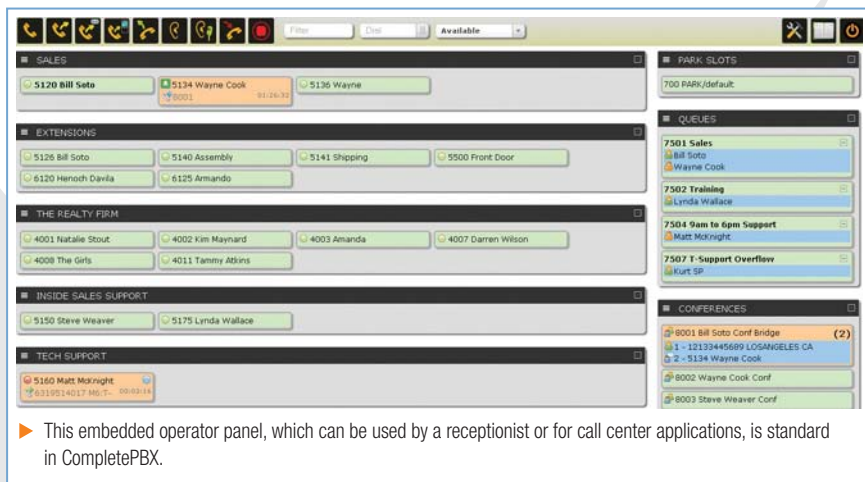 Filter
Dial
Available
SALES
5120 Bill Soto
5134 Wayne Cook
8001 01:26:32
5136 Wayne
EXTENSIONS
5126 Bill Soto
5140 Assembly
5141 Shipping
5500 Front Door
6120 Henoch Davila
6125 Armando
THE REALTY FIRM
4001 Natalie Stout
4002 Kim Maynard
4003 Amanda
4007 Darren Wilson
4008 The Girls
4011 Tammy Atkins
INSIDE SALES SUPPORT
5150 Steve Weaver
5175 Lynda Wallace
TECH SUPPORT
5160 Matt McKnight
6319514017 M6:T- 00:03:16
PARK SLOTS
700 PARK/default
QUEUES
7501 Sales
Bill Soto
Wayne Cook
7502 Training
Lynda Wallace
7504 9am to 6pm Support
Matt McKnight
7507 T-Support Overflow
Kurt SP
CONFERENCES
8001 Bill Soto Conf Bridge (2)
1 - 12133445689 LOSANGELES CA
2 - 5134 Wayne Cook
8002 Wayne Cook Conf
8003 Steve Weaver Conf
This embedded operator panel, which can be used by a receptionist or for call center applications, is standard
in CompletePBX.